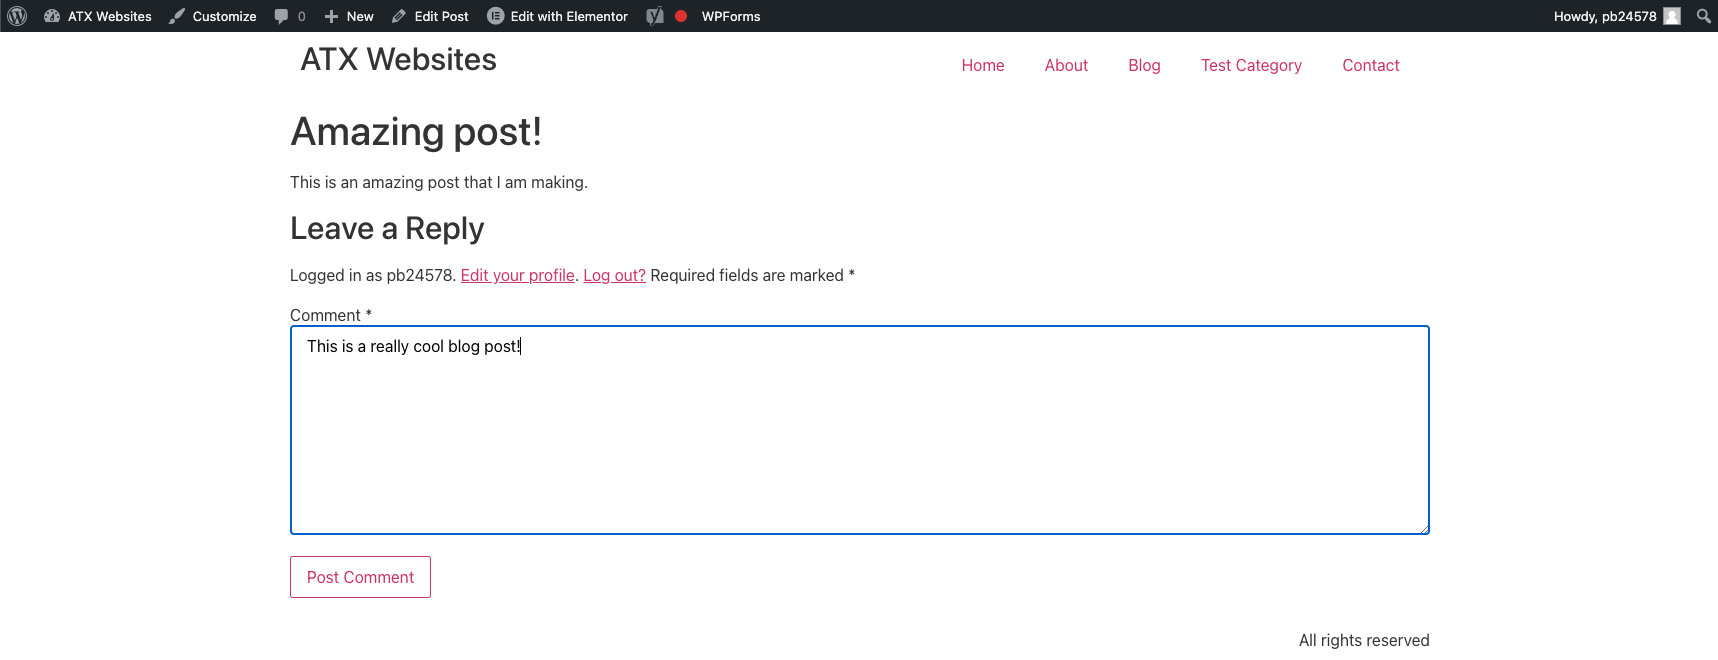 ATX Websites Customize 0 New Edit Post Edit with Elementor WPForms Howdy, pb24578
ATX Websites
Home About Blog Test Category Contact
Amazing post!
This is an amazing post that I am making.
Leave a Reply
Logged in as pb24578. Edit your profile. Log out? Required fields are marked *
Comment *
This is a really cool blog post!
Post Comment
All rights reserved